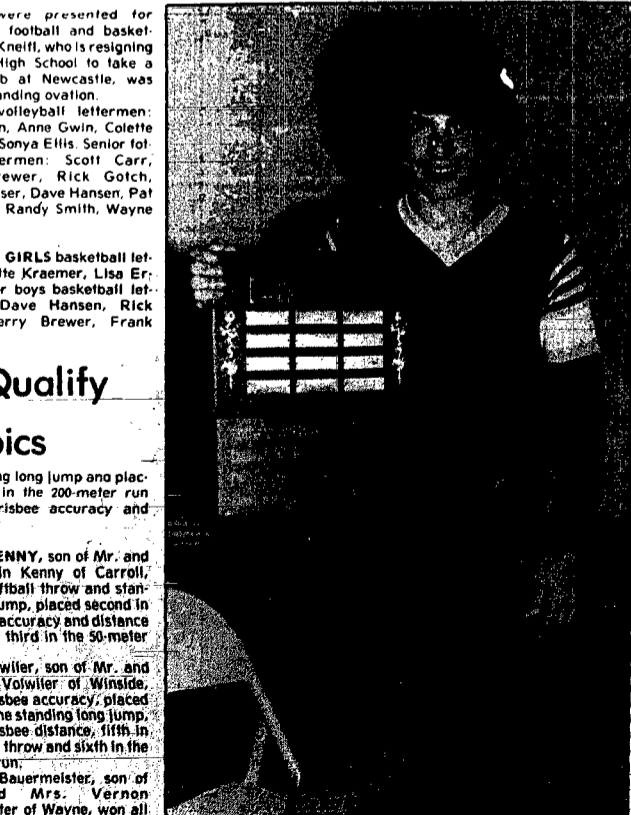 were presented for
football and basket-
Kneifl, who is resigning
High School to take a
b at Newcastle, was
anding ovation.
volleyball lettermen:
n, Anne Gwin, Colette
Sonya Ellis. Senior fot-
ermen: Scott Carr,
ewer, Rick Gotch,
ser, Dave Hansen, Pat
Randy Smith, Wayne
GIRLS basketball let-
tte Kraemer, Lisa Er-
r boys basketball let-
Dave Hansen, Rick
erry Brewer, Frank
Qualify
pics
ng long jump and plac-
in the 200-meter run
risbee accuracy and
ENNY, son of Mr. and
in Kenny of Carroll,
ftball throw and stan-
ump, placed second in
accuracy and distance
third in the 50-meter
wiler, son of Mr. and
Volwiler of Winside,
isbee accuracy, placed
he standing long jump,
sbee distance, fifth in
throw and sixth in the
run.
Bauermeister, son of
d Mrs. Vernon
ter of Wayne, won all